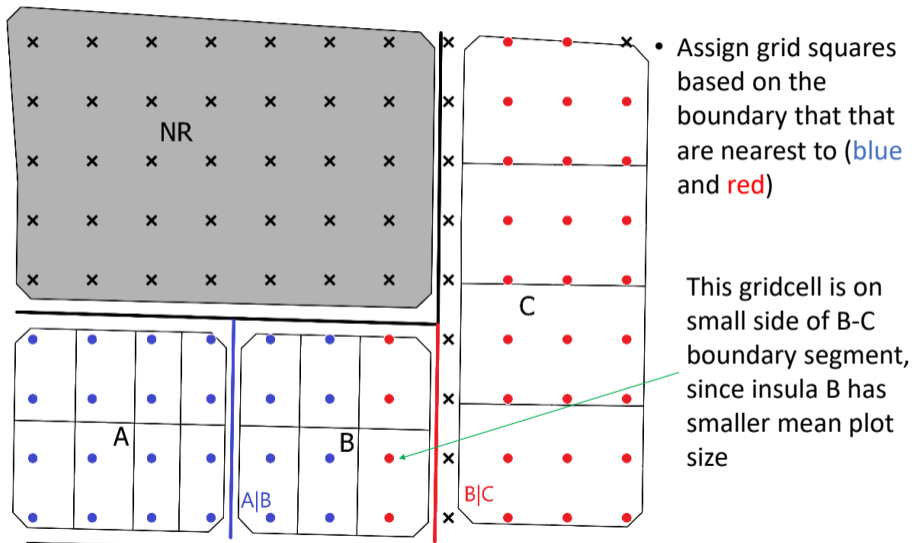 NR
C
A
B
A|B
B|C
• Assign grid squares
based on the
boundary that that
are nearest to (blue
and red)
This gridcell is on
small side of B-C
boundary segment,
since insula B has
smaller mean plot
size